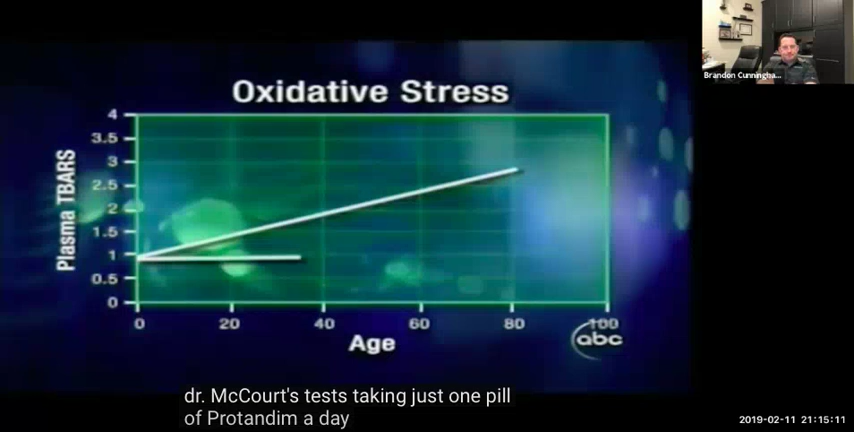 Brandon Cunningha...
Oxidative Stress
4
3.5
3
2.5
2
1.5
1
0.5
0
Plasma TBARS
0 20 40 60 80 100
Age
abc
dr. McCourt's tests taking just one pill
of Protandim a day
2019-02-11 21:15:11